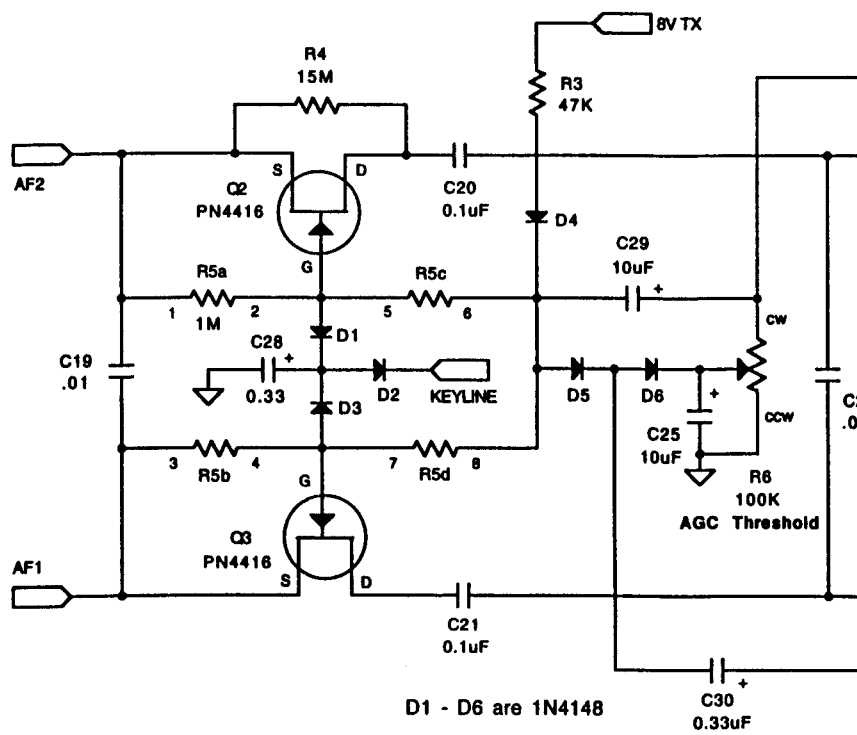 8V TX
R4
15M
R3
47K
AF2
S
D
Q2
PN4416
C20
0.1uF
D4
G
C29
10uF
+
R5a
R5c
1
2
5
6
1M
CW
C28
+
D1
C19
.01
0.33
D2
KEYLINE
D5
D6
+
C2
.0
D3
CCW
C25
10uF
3
4
7
8
R5b
R5d
R6
100K
AGC Threshold
G
Q3
PN4416
AF1
S
D
C21
0.1uF
+
C30
0.33uF
D1 - D6 are 1N4148